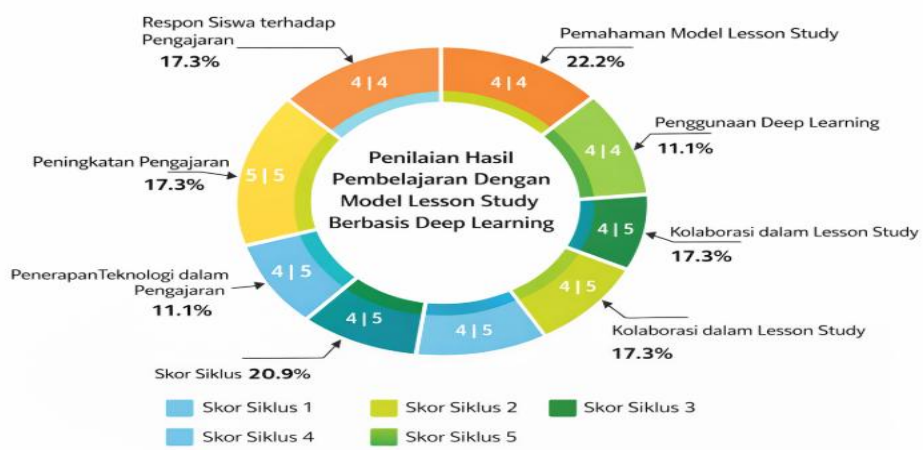 Respon Siswa terhadap
Pengajaran
17.3%
Pemahaman Model Lesson Study
22.2%
4 | 4
4 | 4
Penggunaan Deep Learning
11.1%
4 | 4
Peningkatan Pengajaran
17.3%
5 | 5
Penilaian Hasil
Pembelajaran Dengan
Model Lesson Study
Berbasis Deep Learning
4 | 5
Kolaborasi dalam Lesson Study
17.3%
PenerapanTeknologi dalam
Pengajaran
11.1%
4 | 5
4 | 5
Kolaborasi dalam Lesson Study
17.3%
4 | 5
4 | 5
Skor Siklus 20.9%
Skor Siklus 1
Skor Siklus 2
Skor Siklus 3
Skor Siklus 4
Skor Siklus 5